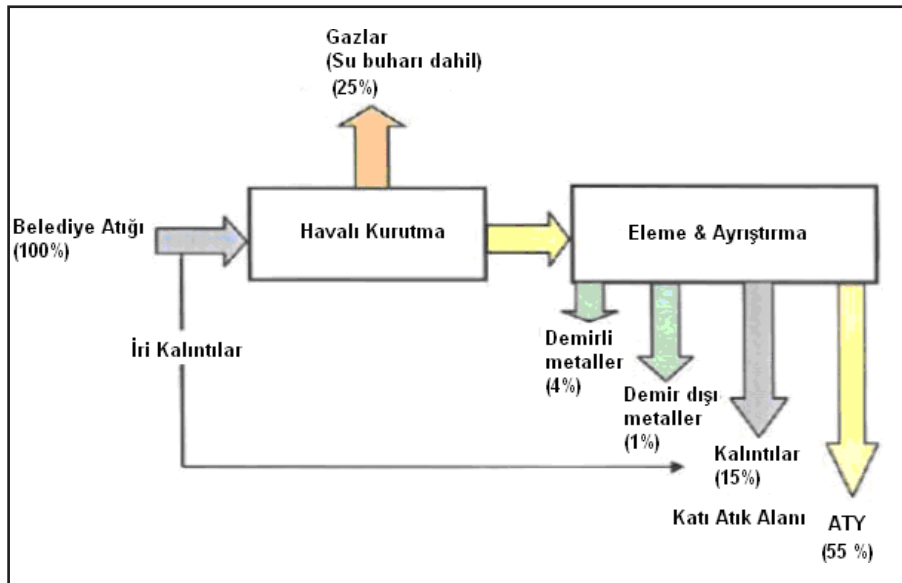 Gazlar
(Su buharı dahil)
(25%)
Belediye Atığı
(100%)
Havalı Kurutma
Eleme & Ayrıştırma
İri Kalıntılar
Demirli
metaller
(4%)
Demir dışı
metaller
(1%)
Kalıntılar
(15%)
Katı Atık Alanı
ATY
(55 %)